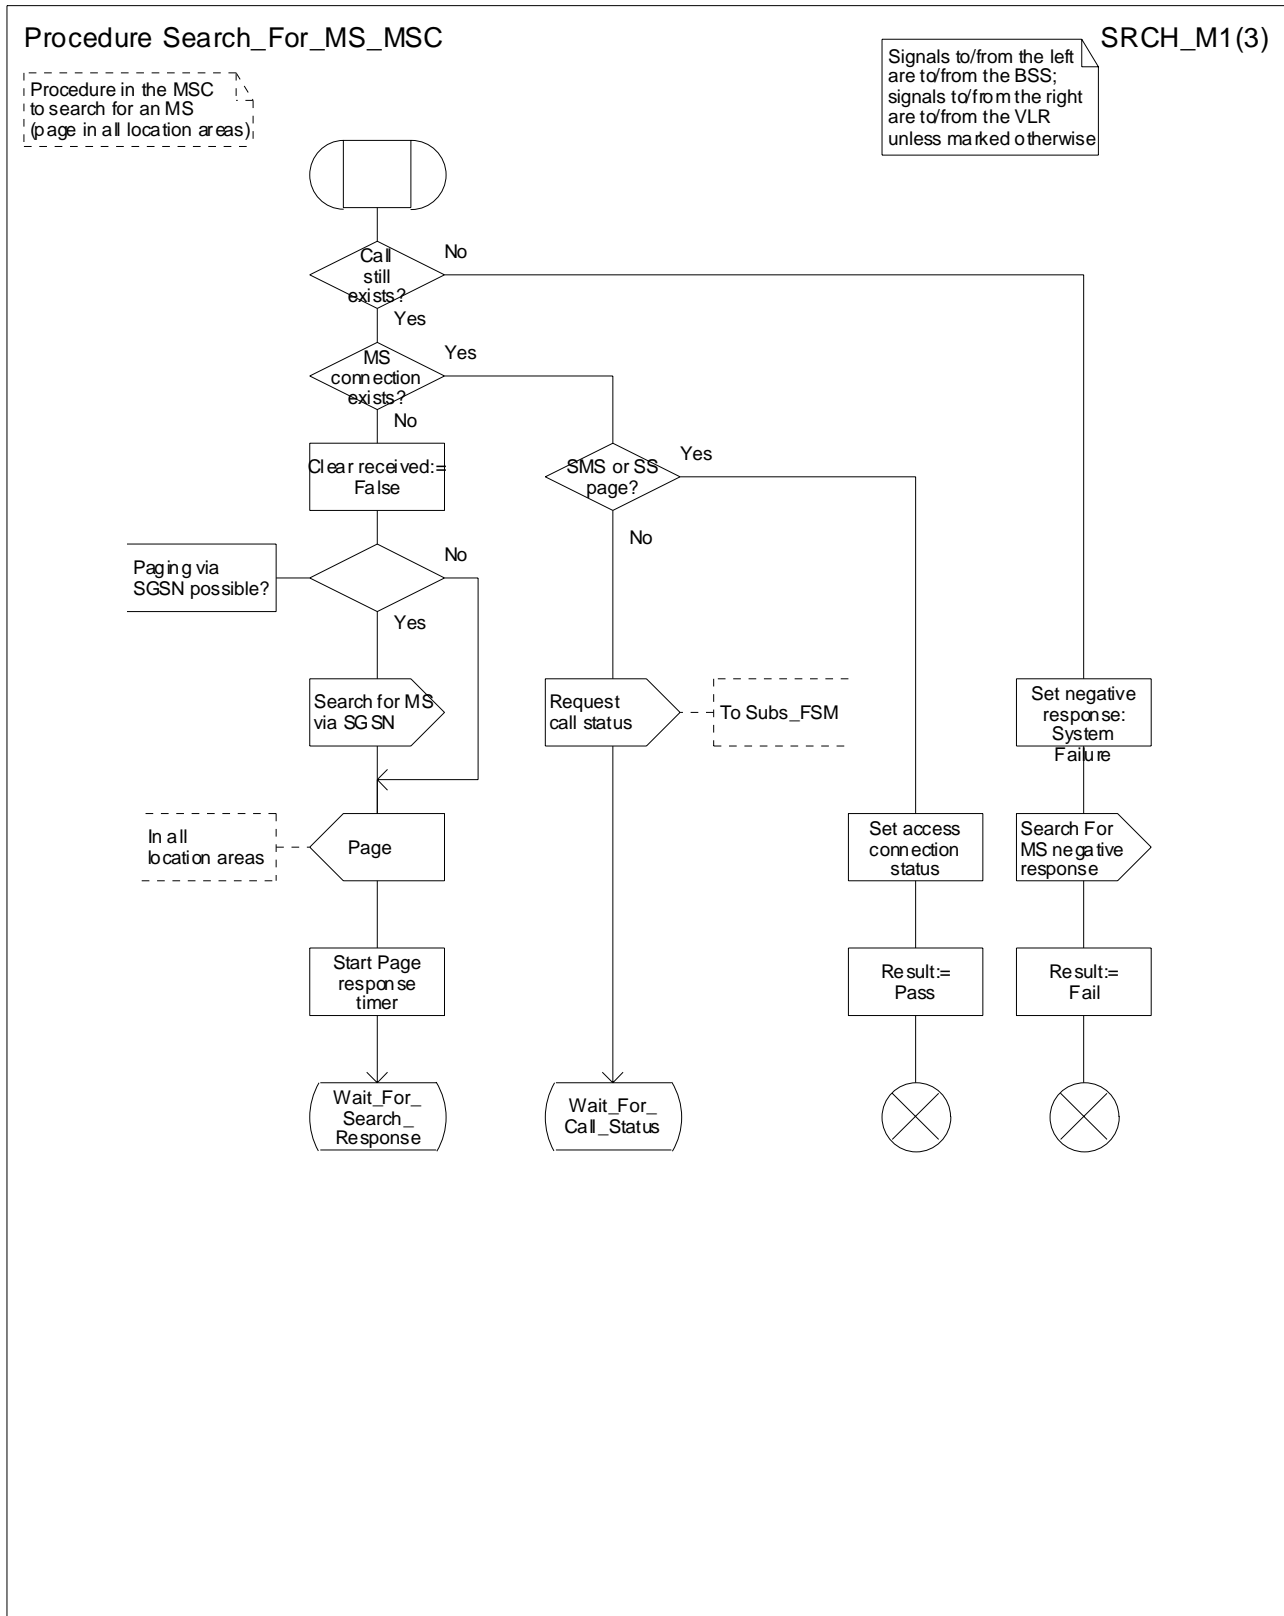 Procedure Search_For_MS_MSC
SRCH_M1(3)
Procedure in the MSC
to search for an MS
(page in all location areas)
Signals to/from the left
are to/from the BSS;
signals to/from the right
are to/from the VLR
unless marked otherwise
Call
still
exists?
No
Yes
MS
connection
exists?
Yes
No
Clear received:=
False
SMS or SS
page?
Yes
No
Paging via
SGSN possible?
No
Yes
Search for MS
via SGSN
Request
call status
To Subs_FSM
Set negative
response:
System
Failure
In all
location areas
Page
Set access
connection
status
Search For
MS negative
response
Start Page
response
timer
Result:=
Pass
Result:=
Fail
Wait_For_
Search_
Response
Wait_For_
Call_Status